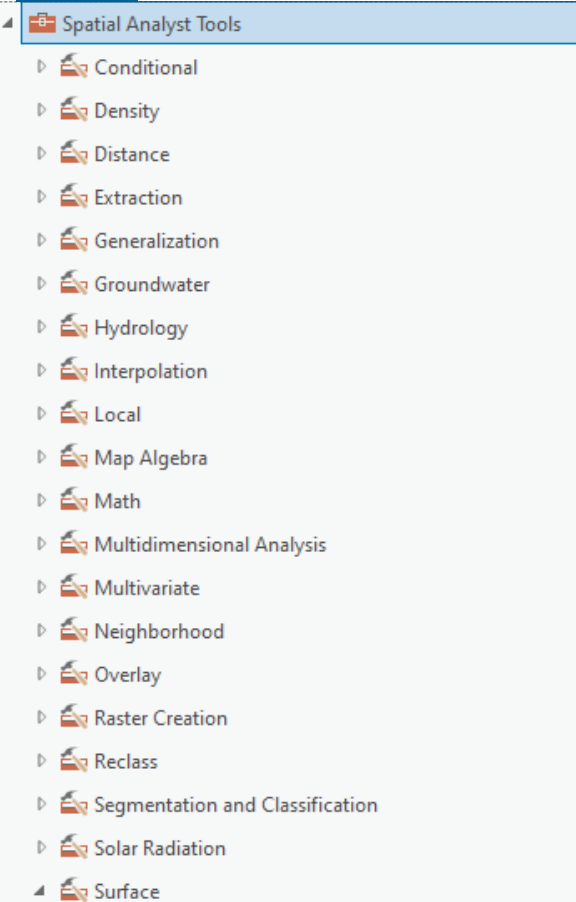 Spatial Analyst Tools
Conditional
Density
Distance
Extraction
Generalization
Groundwater
Hydrology
Interpolation
Local
Map Algebra
Math
Multidimensional Analysis
Multivariate
Neighborhood
Overlay
Raster Creation
Reclass
Segmentation and Classification
Solar Radiation
Surface